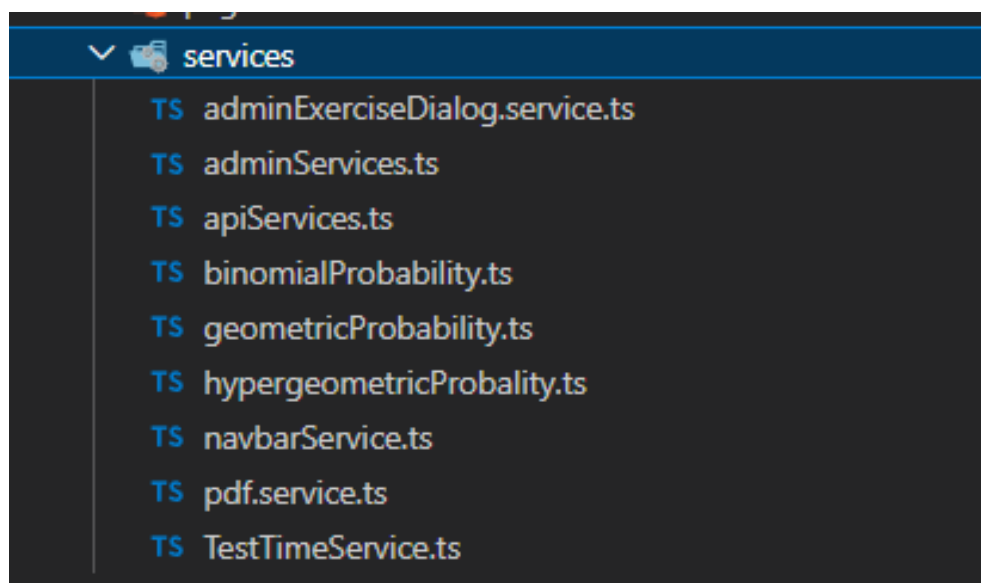 services
TS adminExerciseDialog.service.ts
TS adminServices.ts
TS apiServices.ts
TS binomialProbability.ts
TS geometricProbability.ts
TS hypergeometricProbality.ts
TS navbarService.ts
TS pdf.service.ts
TS TestTimeService.ts